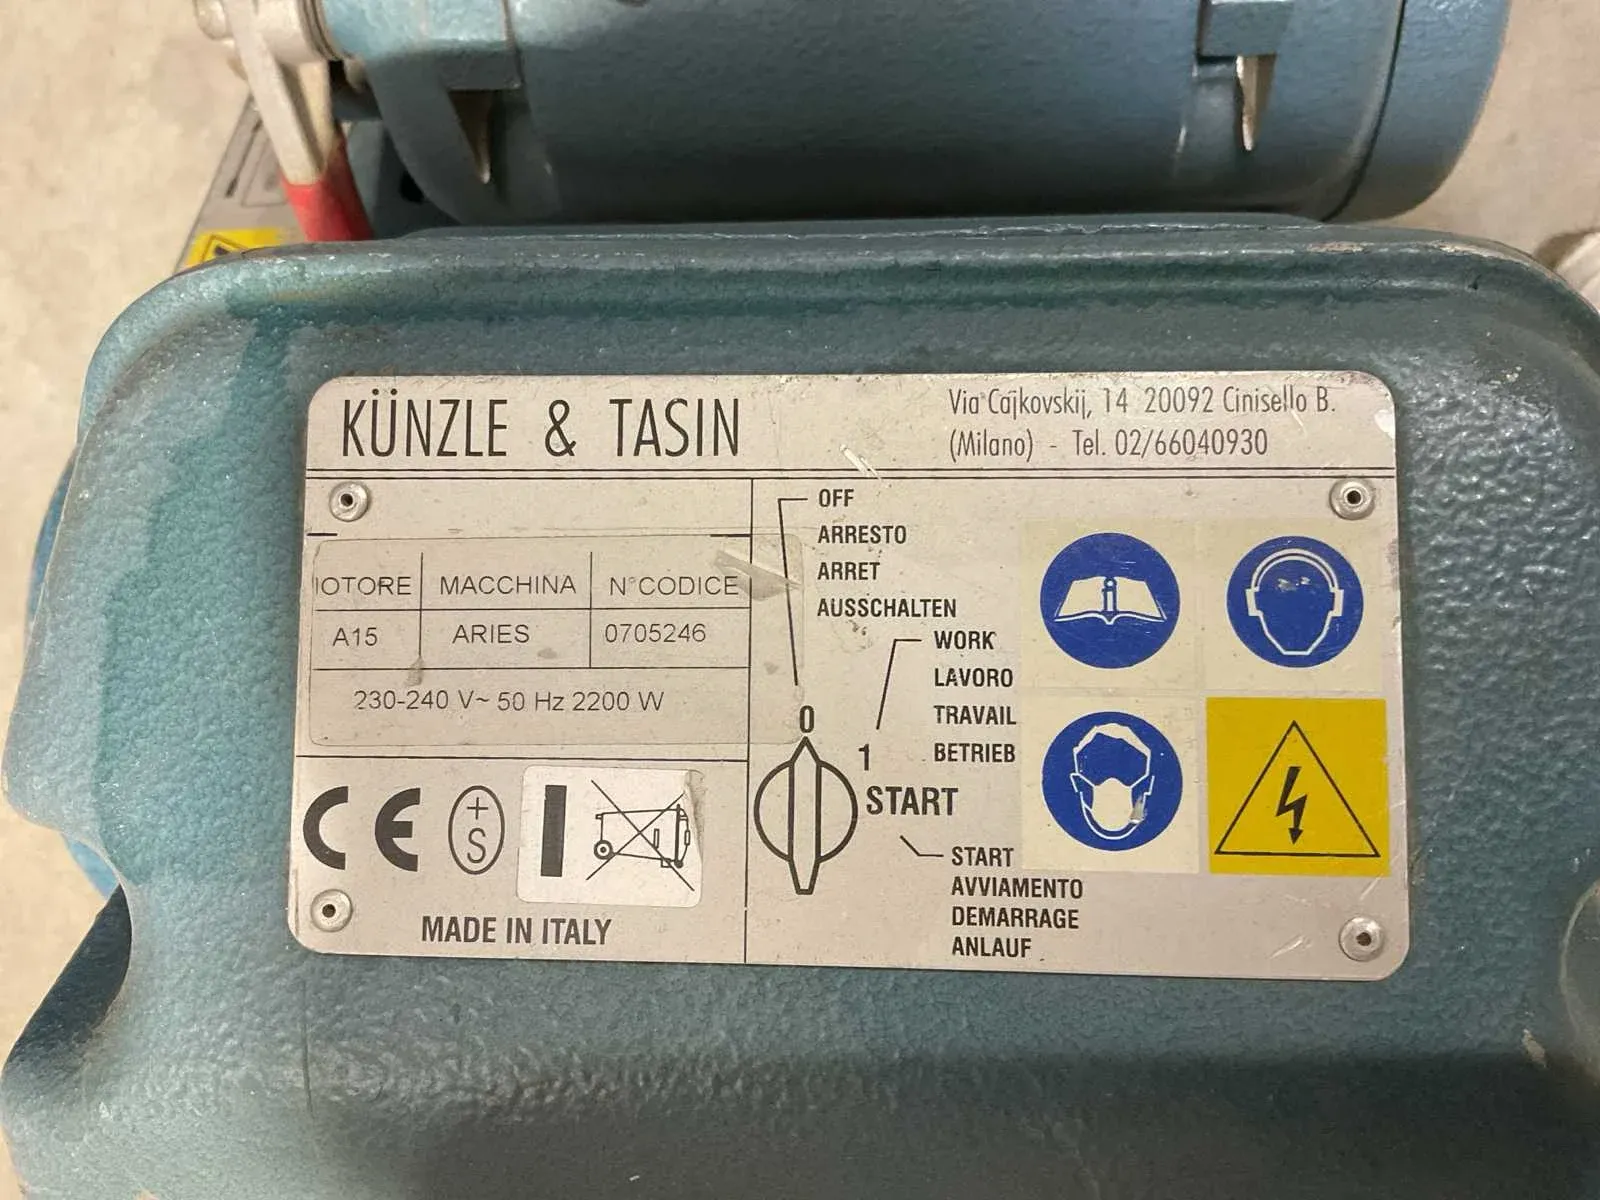 KÜNZLE & TASIN
Via Cajkovskij, 14 20092 Cinisello B.
(Milano) - Tel. 02/66040930
OTORE MACCHINA N°CODICE
A15 ARIES 0705246
230-240 V~ 50 Hz 2200 W
CE +S
MADE IN ITALY
OFF
ARRESTO
ARRET
AUSSCHALTEN
WORK
LAVORO
TRAVAIL
BETRIEB
0
1
START
START
AVVIAMENTO
DEMARRAGE
ANLAUF
i